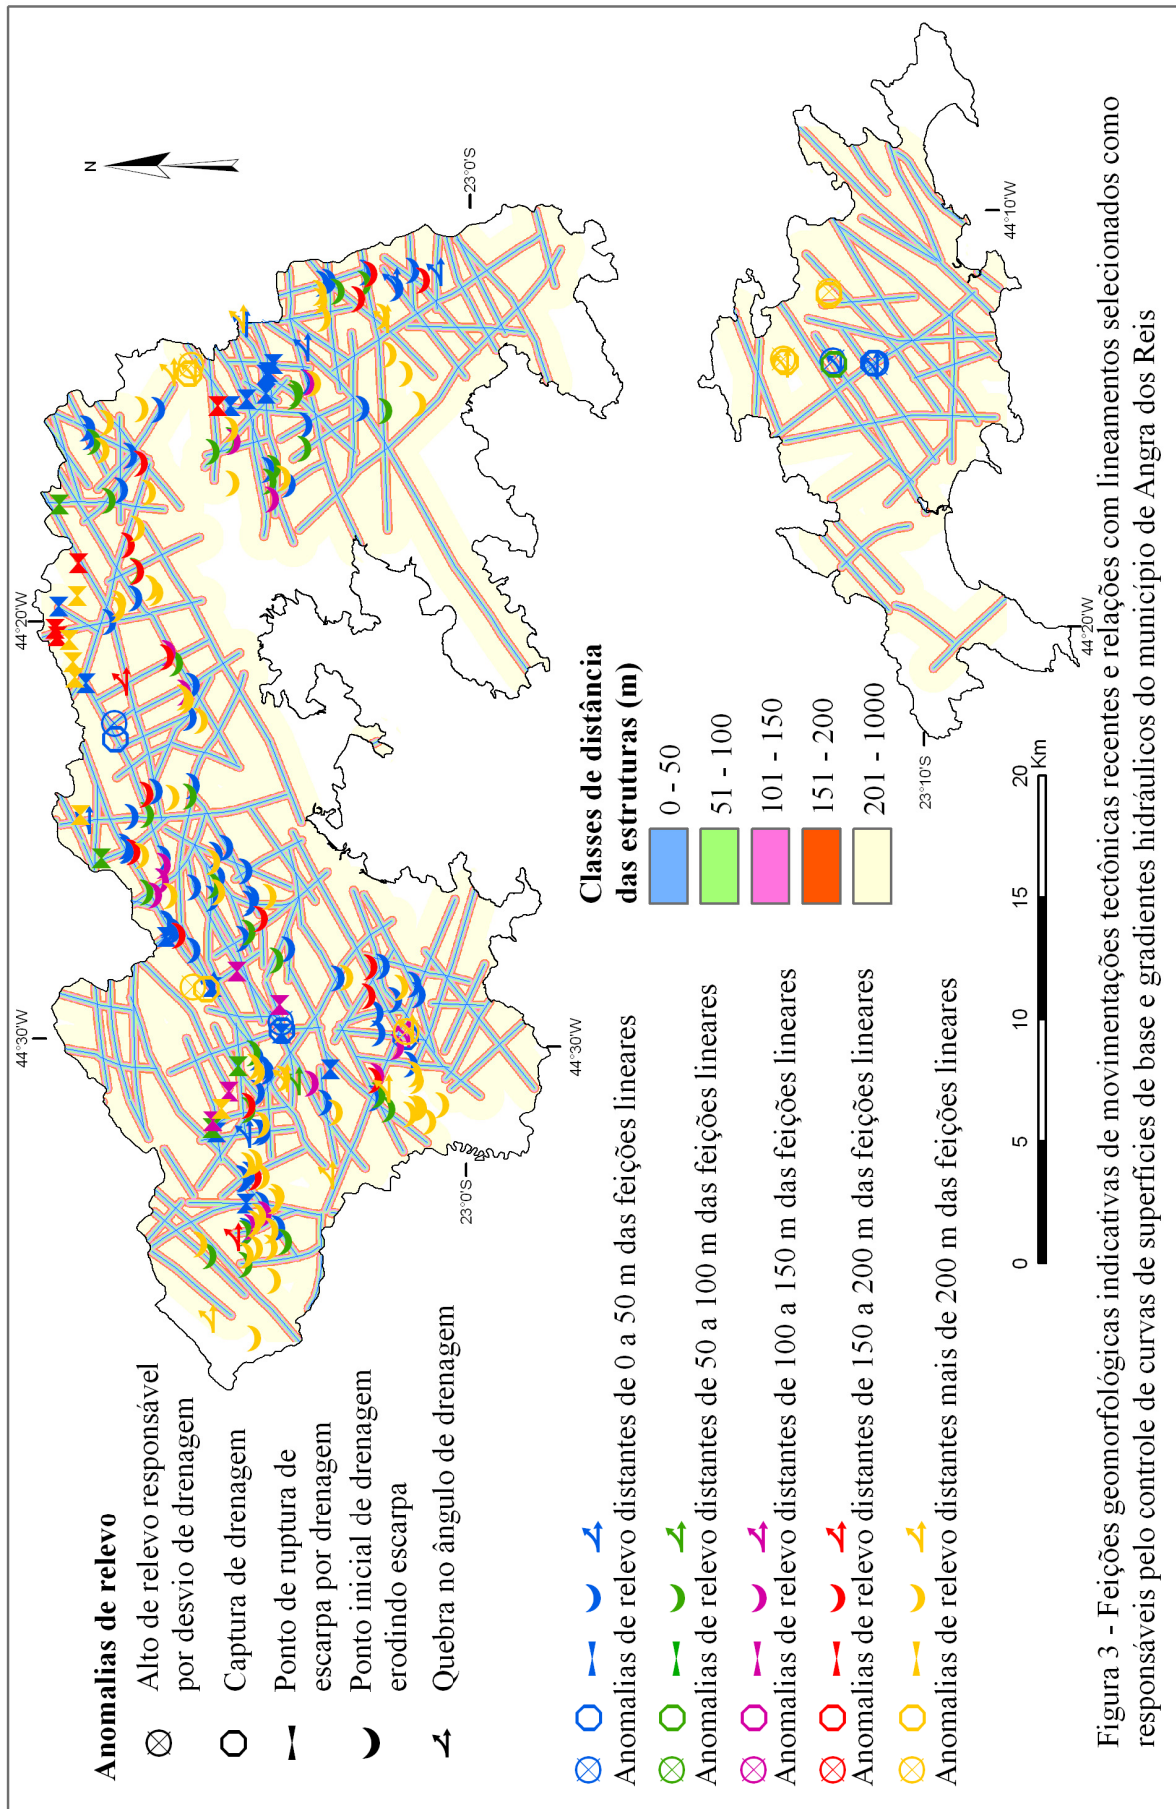 Anomalias de relevo
Alto de relevo responsável
por desvio de drenagem
Captura de drenagem
Ponto de ruptura de
escarpa por drenagem
Ponto inicial de drenagem
erodindo escarpa
Quebra no ângulo de drenagem
44°30'W
44°20'W
N
23°0'S
23°0'S
44°30'W
Anomalias de relevo distantes de 0 a 50 m das feições lineares
Anomalias de relevo distantes de 50 a 100 m das feições lineares
Anomalias de relevo distantes de 100 a 150 m das feições lineares
Anomalias de relevo distantes de 150 a 200 m das feições lineares
Anomalias de relevo distantes mais de 200 m das feições lineares
Classes de distância
das estruturas (m)
0 - 50
51 - 100
101 - 150
151 - 200
201 - 1000
23°10'S
44°20'W
44°10'W
0 5 10 15 20
Km
Figura 3 - Feições geomorfológicas indicativas de movimentações tectônicas recentes e relações com lineamentos selecionados como
responsáveis pelo controle de curvas de superfícies de base e gradientes hidráulicos do município de Angra dos Reis